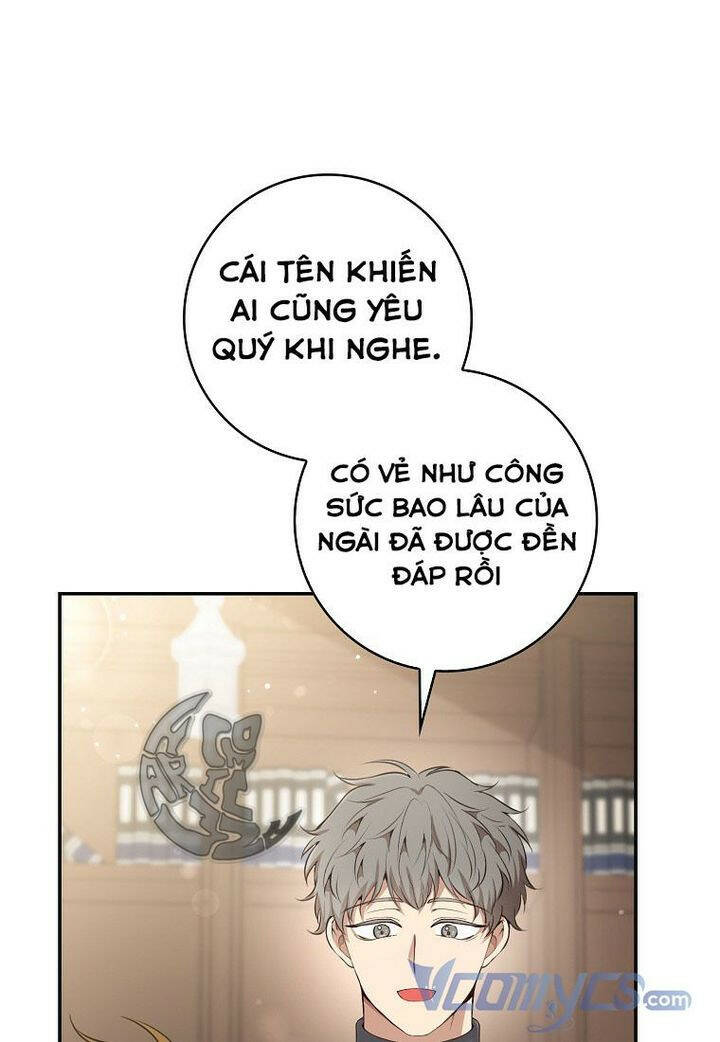 CÁI TÊN KHIẾN
AI CŨNG YÊU
QUÝ KHI NGHE.
CÓ VẺ NHƯ CÔNG
SỨC BAO LÂU CỦA
NGÀI ĐÃ ĐƯỢC ĐỀN
ĐÁP RỒI
VCOMYCS.com